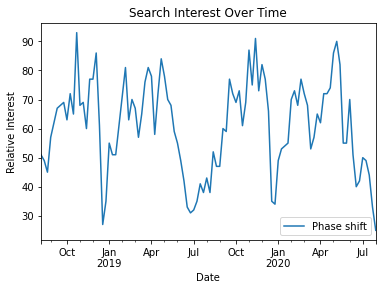 Search Interest Over Time
Relative Interest
90
80
70
60
50
40
30
Oct
Jan
2019
Apr
Jul
Oct
Jan
2020
Apr
Jul
Date
Phase shift